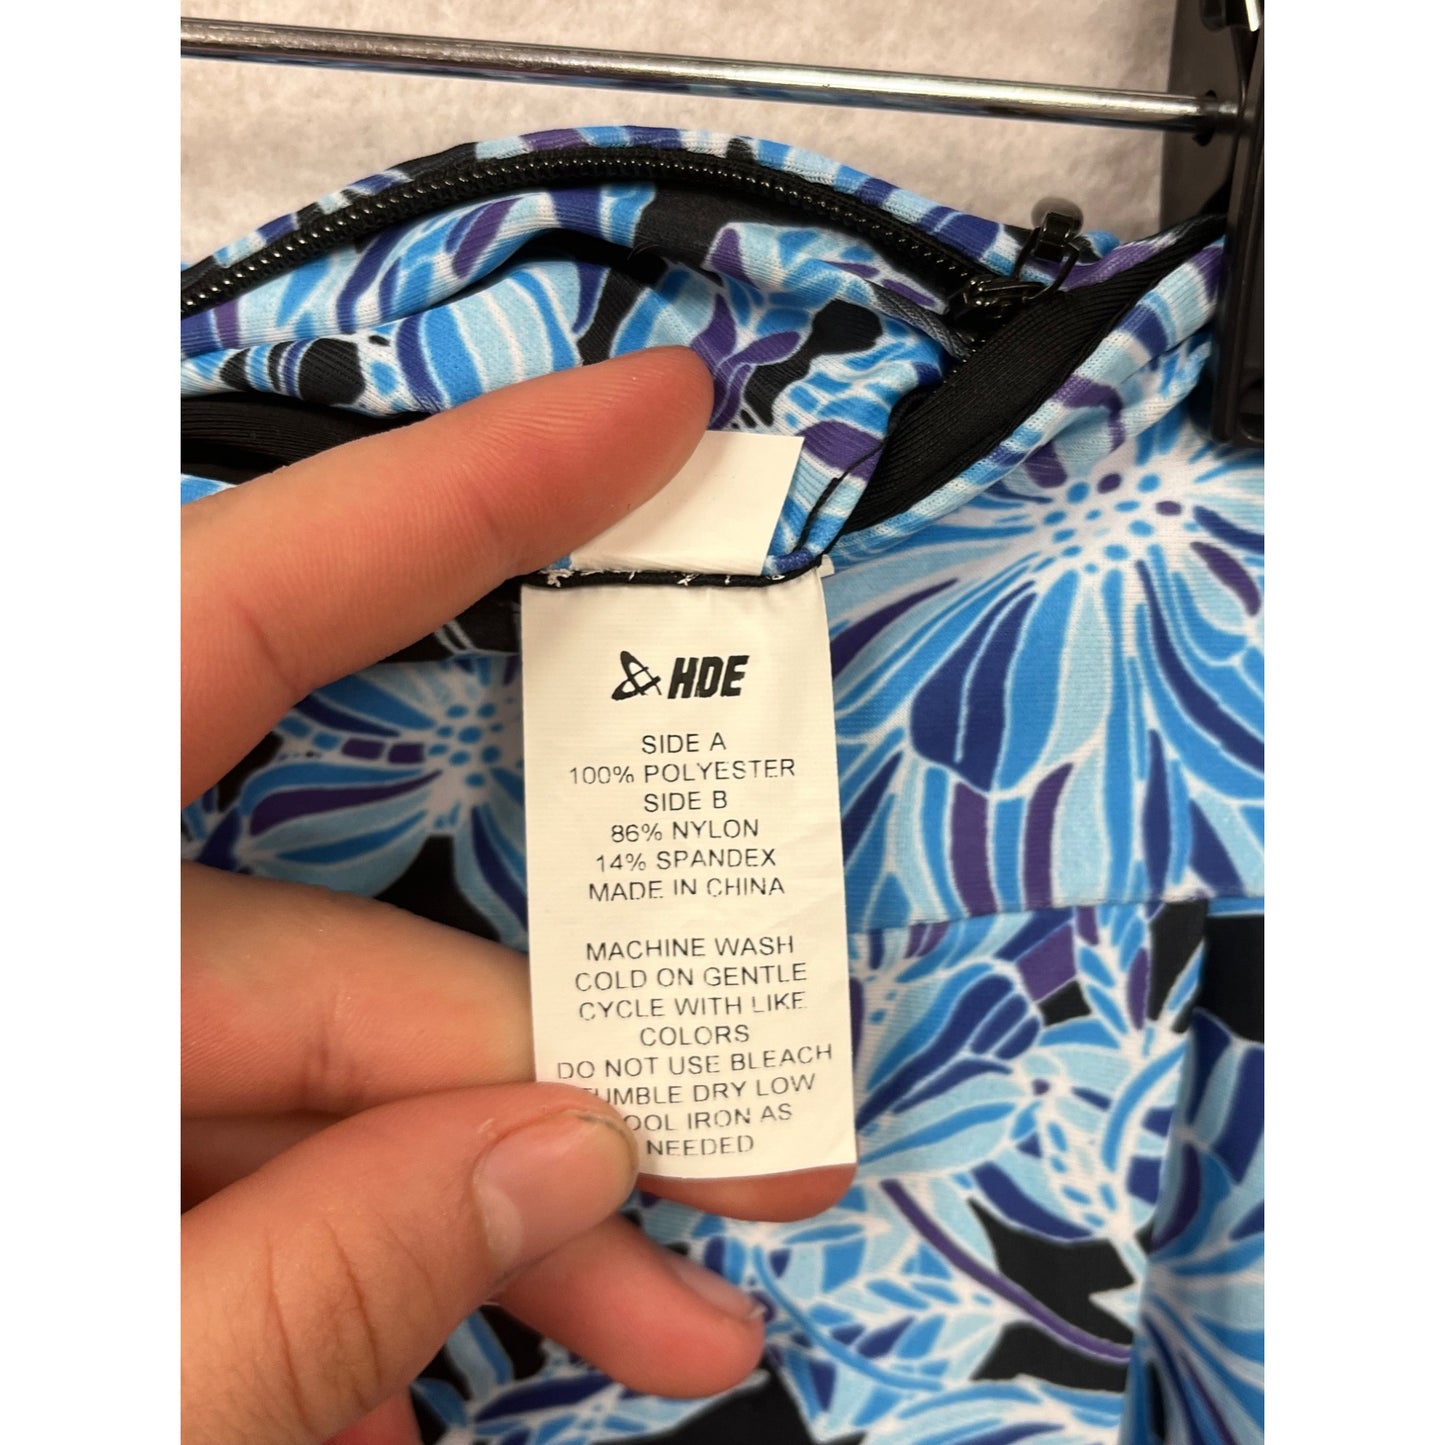 HDE
SIDE A
100% POLYESTER
SIDE B
86% NYLON
14% SPANDEX
MADE IN CHINA
MACHINE WASH
COLD ON GENTLE
CYCLE WITH LIKE
COLORS
DO NOT USE BLEACH
TUMBLE DRY LOW
COOL IRON AS
NEEDED